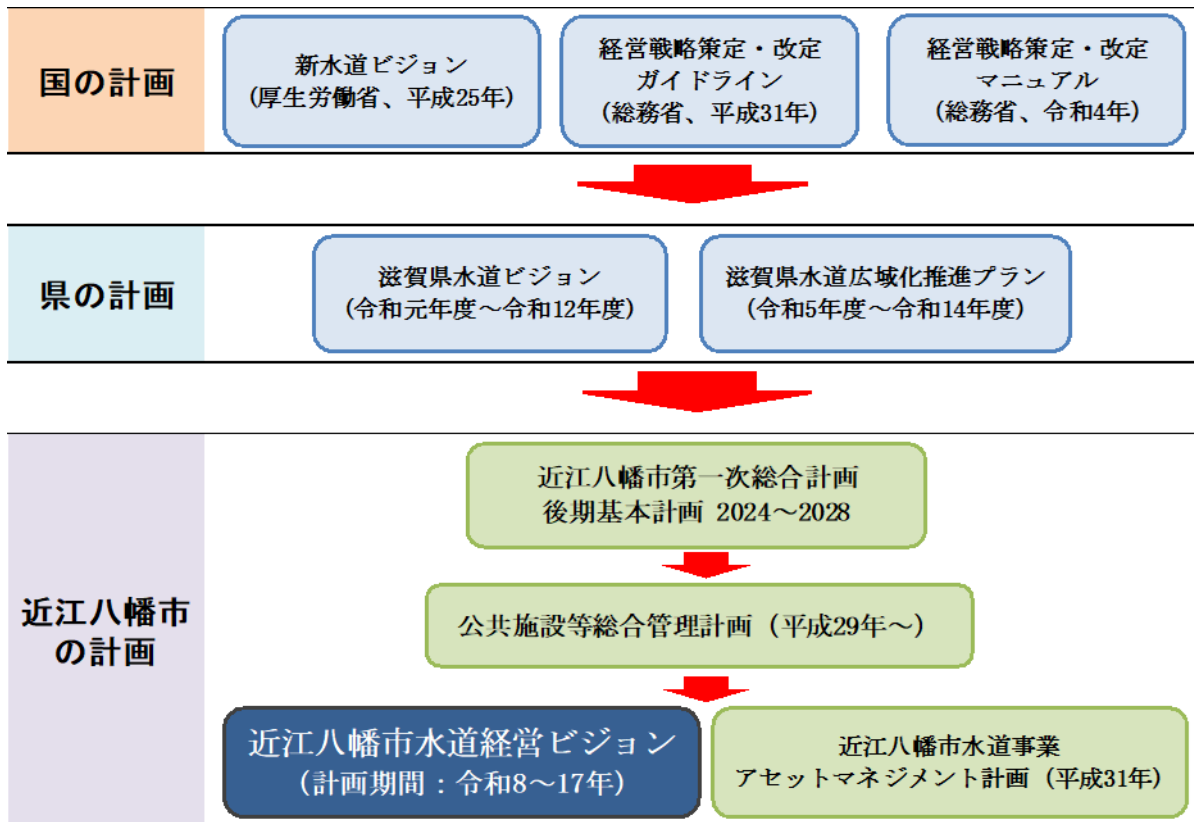 国の計画
新水道ビジョン
(厚生労働省、平成25年)
経営戦略策定・改定
ガイドライン
(総務省、平成31年)
経営戦略策定・改定
マニュアル
(総務省、令和4年)
県の計画
滋賀県水道ビジョン
(令和元年度～令和12年度)
滋賀県水道広域化推進プラン
(令和5年度～令和14年度)
近江八幡市
の計画
近江八幡市第一次総合計画
後期基本計画 2024～2028
公共施設等総合管理計画（平成29年～）
近江八幡市水道経営ビジョン
（計画期間：令和8～17年）
近江八幡市水道事業
アセットマネジメント計画（平成31年）